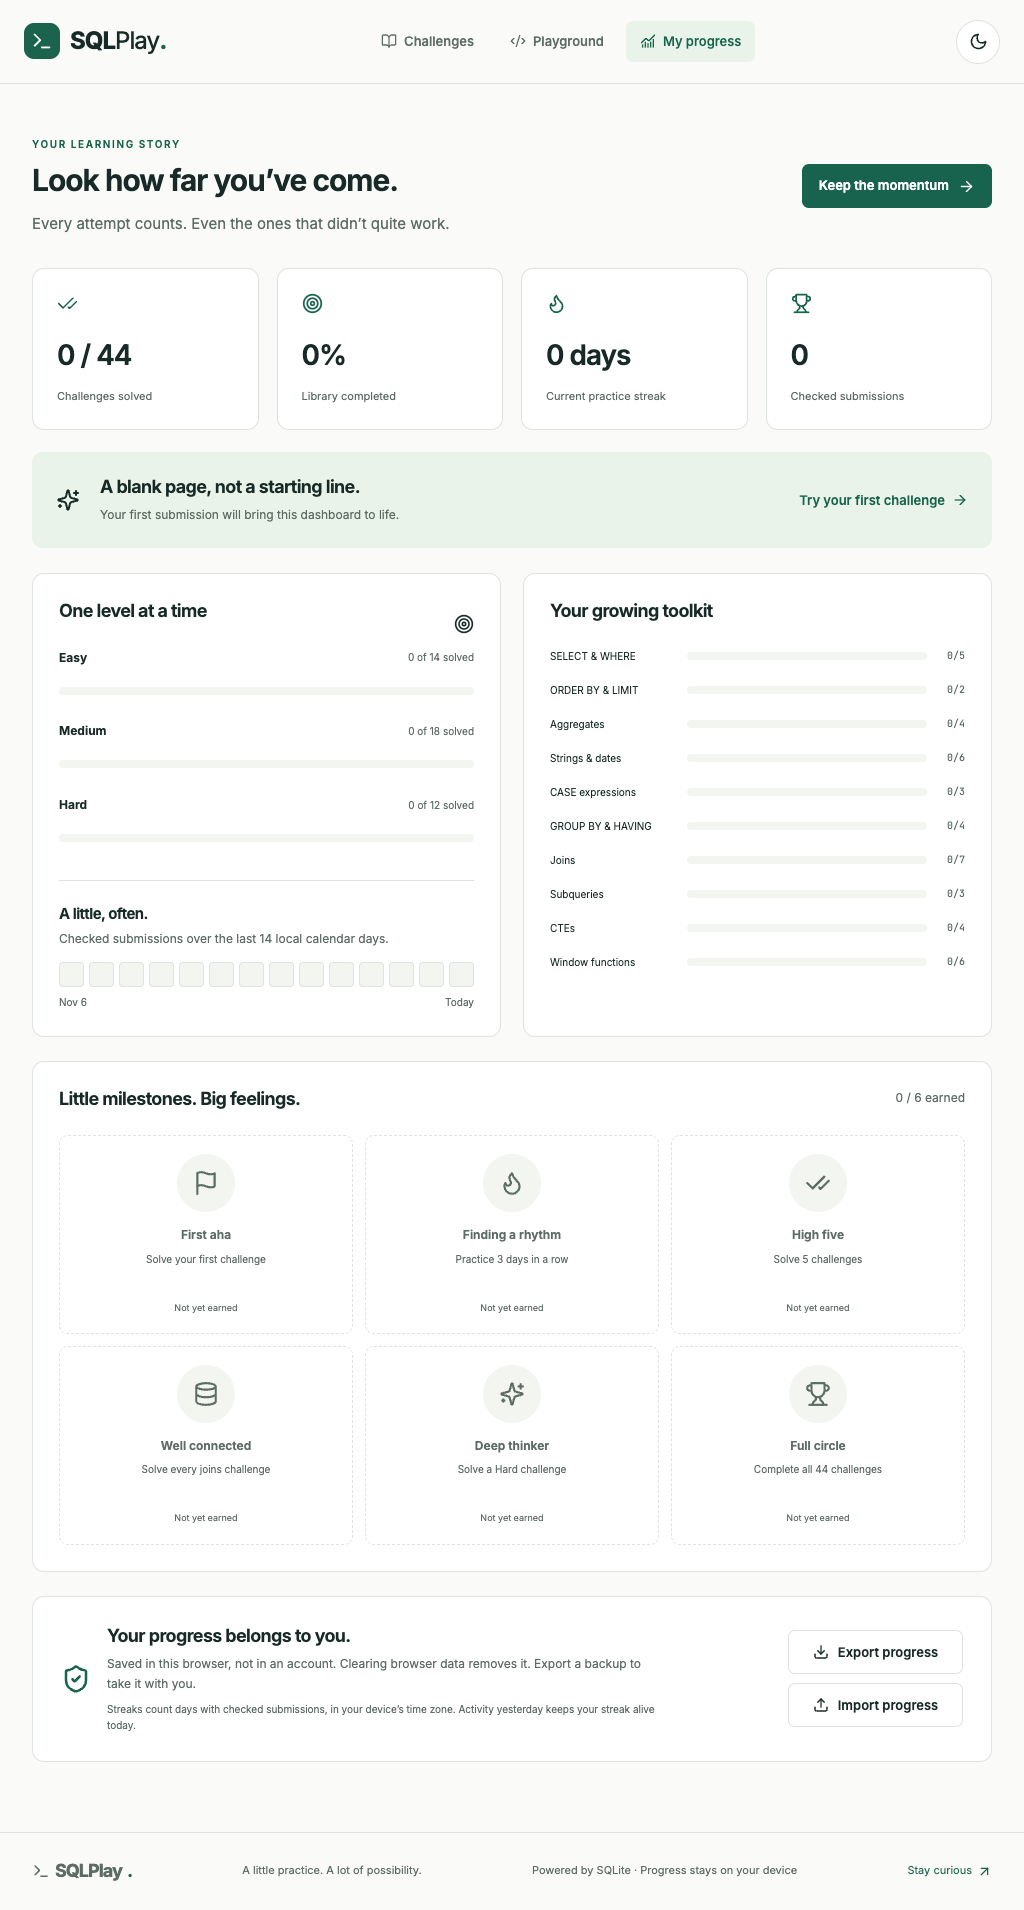 SQLPlay.
Challenges
Playground
My progress
YOUR LEARNING STORY
Look how far you’ve come.
Every attempt counts. Even the ones that didn’t quite work.
Keep the momentum
0 / 44
Challenges solved
0%
Library completed
0 days
Current practice streak
0
Checked submissions
A blank page, not a starting line.
Your first submission will bring this dashboard to life.
Try your first challenge
One level at a time
Easy
0 of 14 solved
Medium
0 of 18 solved
Hard
0 of 12 solved
A little, often.
Checked submissions over the last 14 local calendar days.
Nov 6
Today
Your growing toolkit
SELECT & WHERE
0/5
ORDER BY & LIMIT
0/2
Aggregates
0/4
Strings & dates
0/6
CASE expressions
0/3
GROUP BY & HAVING
0/4
Joins
0/7
Subqueries
0/3
CTEs
0/4
Window functions
0/6
Little milestones. Big feelings.
0 / 6 earned
First aha
Solve your first challenge
Not yet earned
Finding a rhythm
Practice 3 days in a row
Not yet earned
High five
Solve 5 challenges
Not yet earned
Well connected
Solve every joins challenge
Not yet earned
Deep thinker
Solve a Hard challenge
Not yet earned
Full circle
Complete all 44 challenges
Not yet earned
Your progress belongs to you.
Saved in this browser, not in an account. Clearing browser data removes it. Export a backup to
take it with you.
Streaks count days with checked submissions, in your device’s time zone. Activity yesterday keeps your streak alive
today.
Export progress
Import progress
SQLPlay .
A little practice. A lot of possibility.
Powered by SQLite · Progress stays on your device
Stay curious